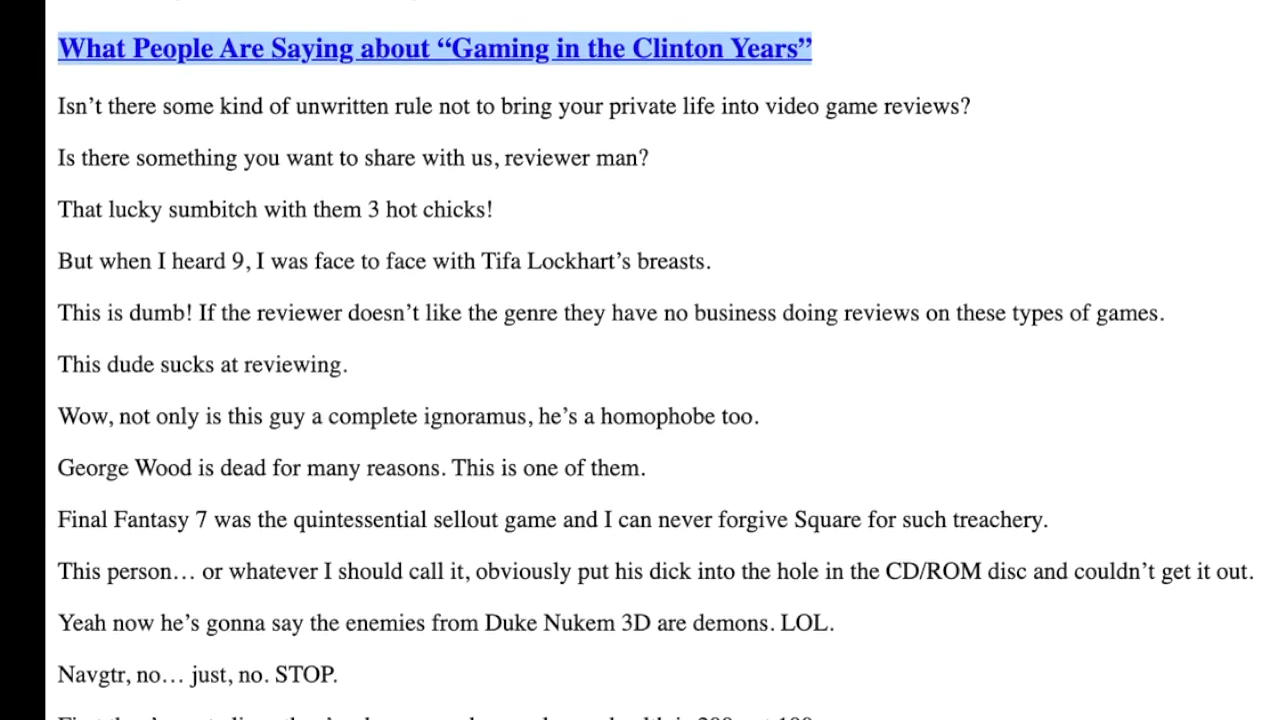 What People Are Saying about “Gaming in the Clinton Years”
Isn’t there some kind of unwritten rule not to bring your private life into video game reviews?
Is there something you want to share with us, reviewer man?
That lucky sumbitch with them 3 hot chicks!
But when I heard 9, I was face to face with Tifa Lockhart’s breasts.
This is dumb! If the reviewer doesn’t like the genre they have no business doing reviews on these types of games.
This dude sucks at reviewing.
Wow, not only is this guy a complete ignoramus, he’s a homophobe too.
George Wood is dead for many reasons. This is one of them.
Final Fantasy 7 was the quintessential sellout game and I can never forgive Square for such treachery.
This person… or whatever I should call it, obviously put his dick into the hole in the CD/ROM disc and couldn’t get it out.
Yeah now he’s gonna say the enemies from Duke Nukem 3D are demons. LOL.
Navgtr, no… just, no. STOP.